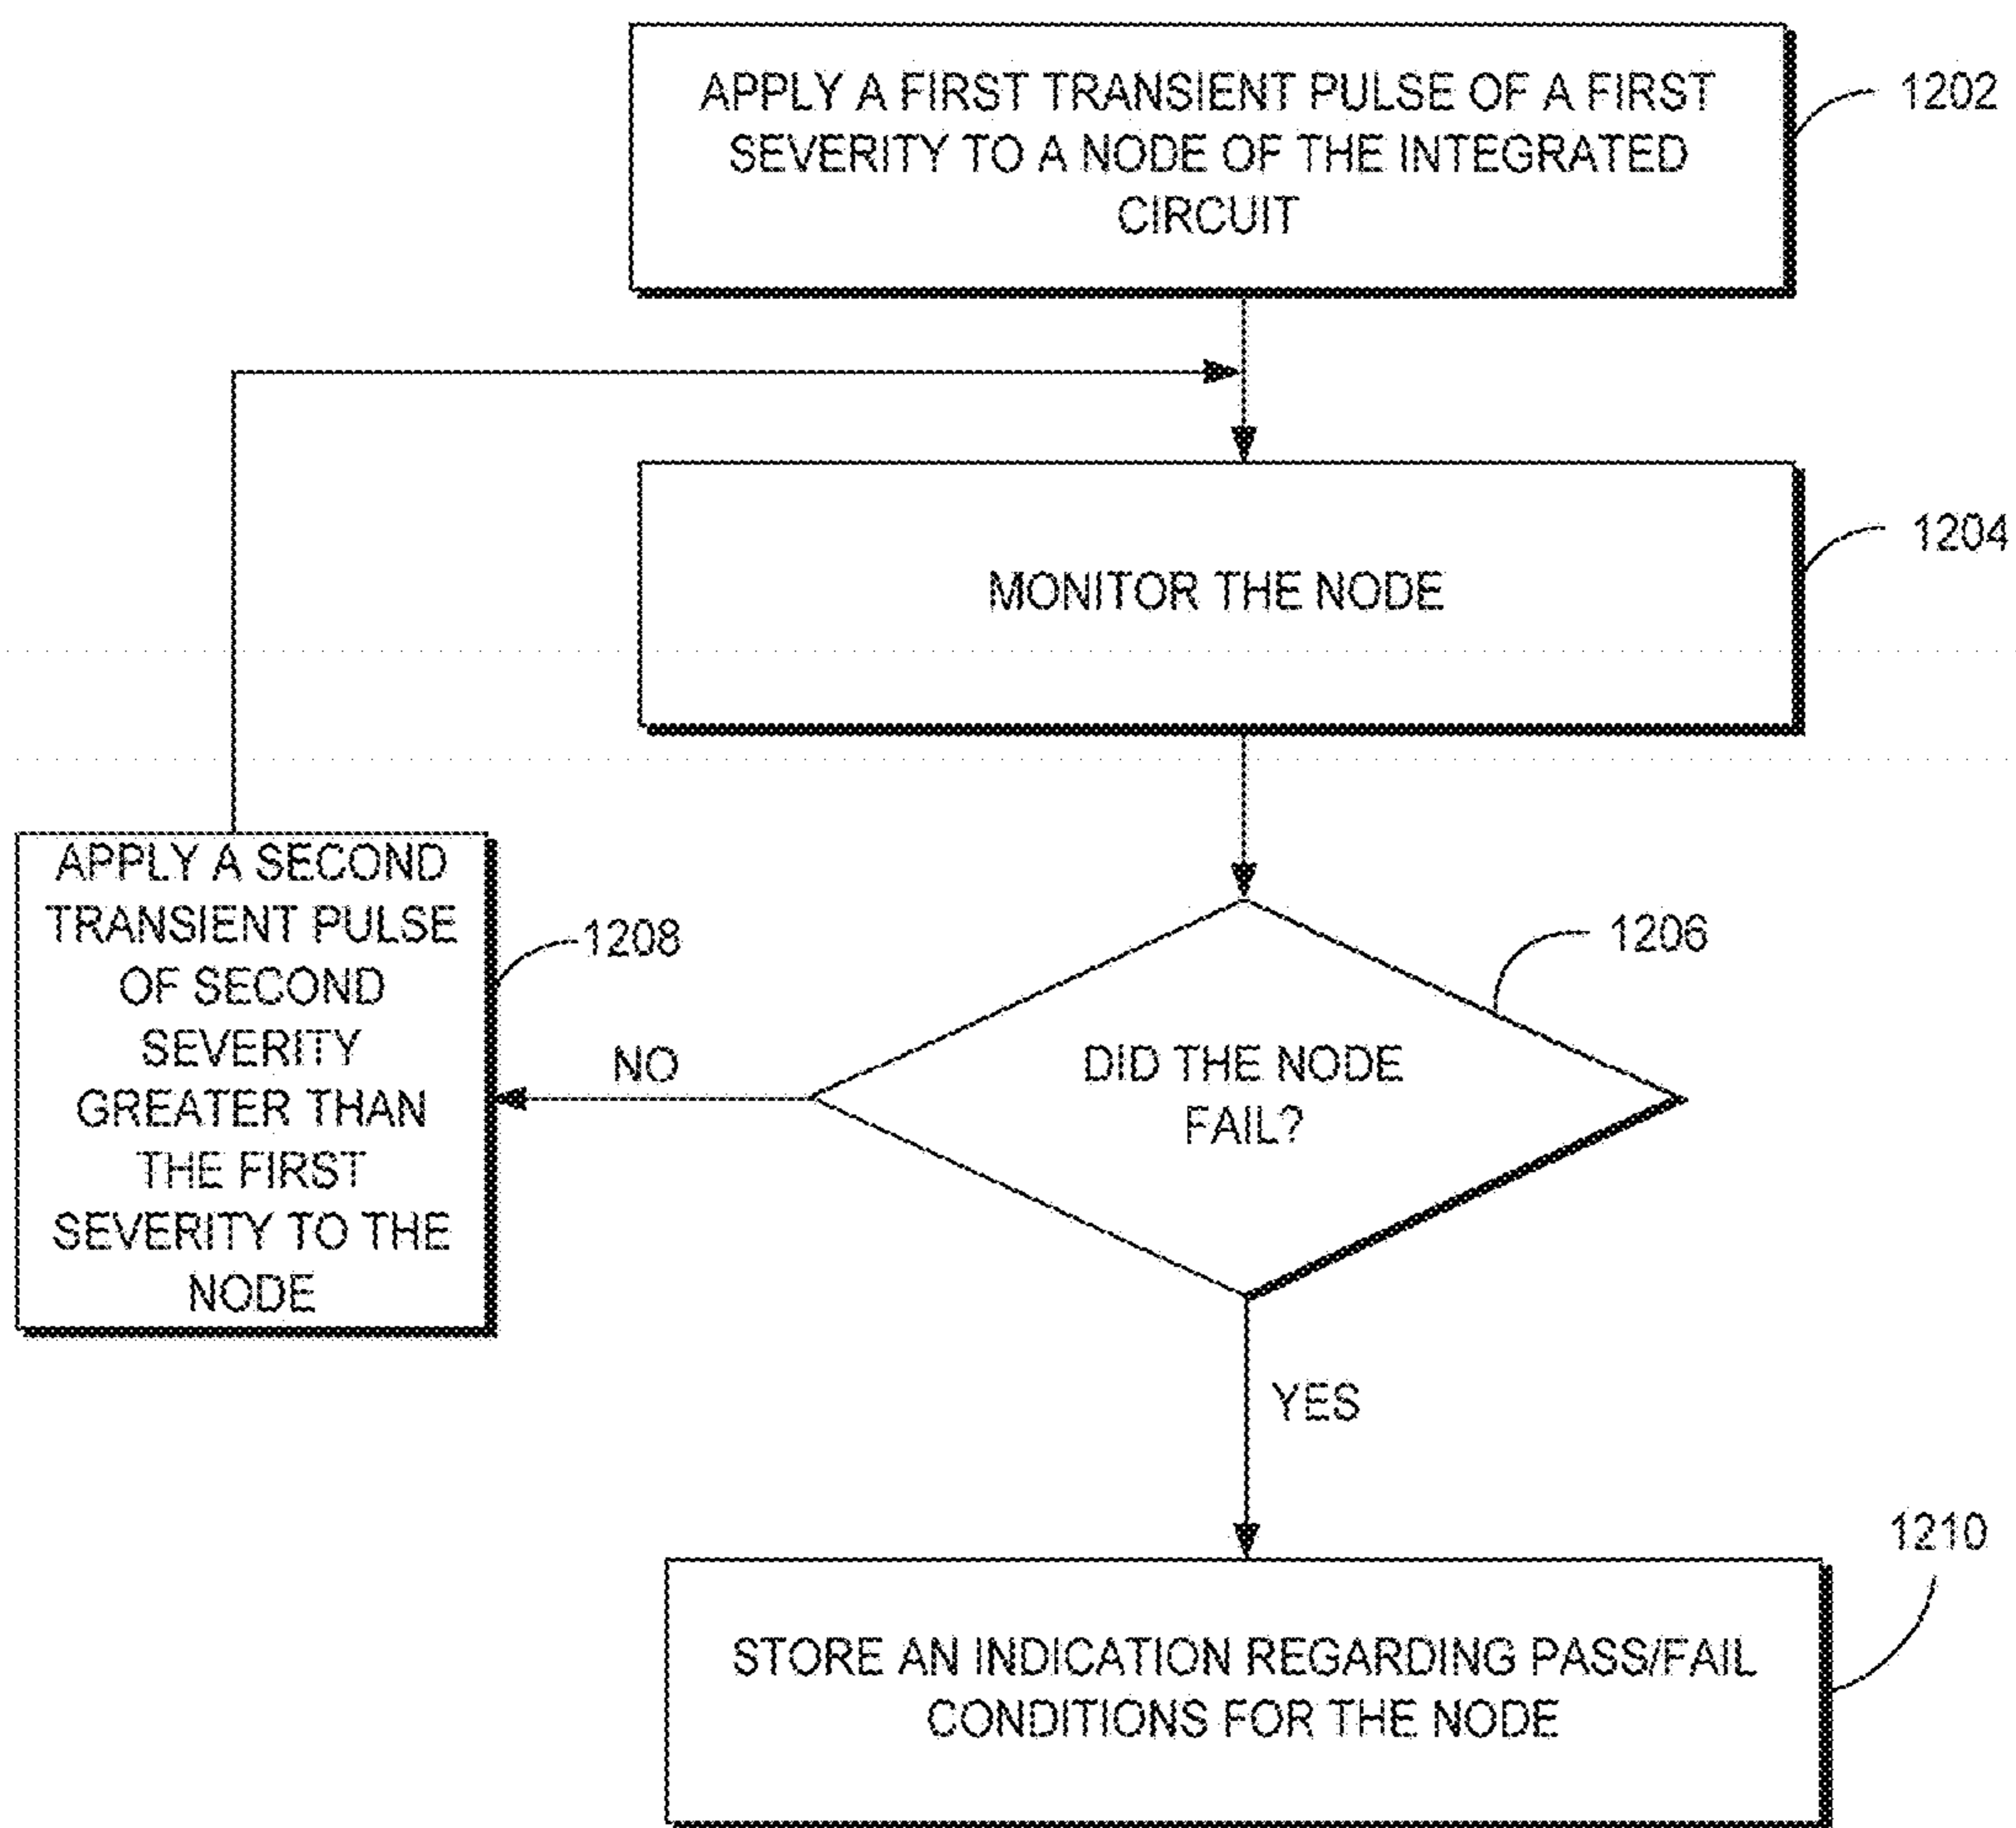 APPLY A FIRST TRANSIENT PULSE OF A FIRST
SEVERITY TO A NODE OF THE INTEGRATED
CIRCUIT
1202
MONITOR THE NODE
1204
APPLY A SECOND
TRANSIENT PULSE
OF SECOND
SEVERITY
GREATER THAN
THE FIRST
SEVERITY TO THE
NODE
1208
NO
DID THE NODE
FAIL?
1206
YES
STORE AN INDICATION REGARDING PASS/FAIL
CONDITIONS FOR THE NODE
1210